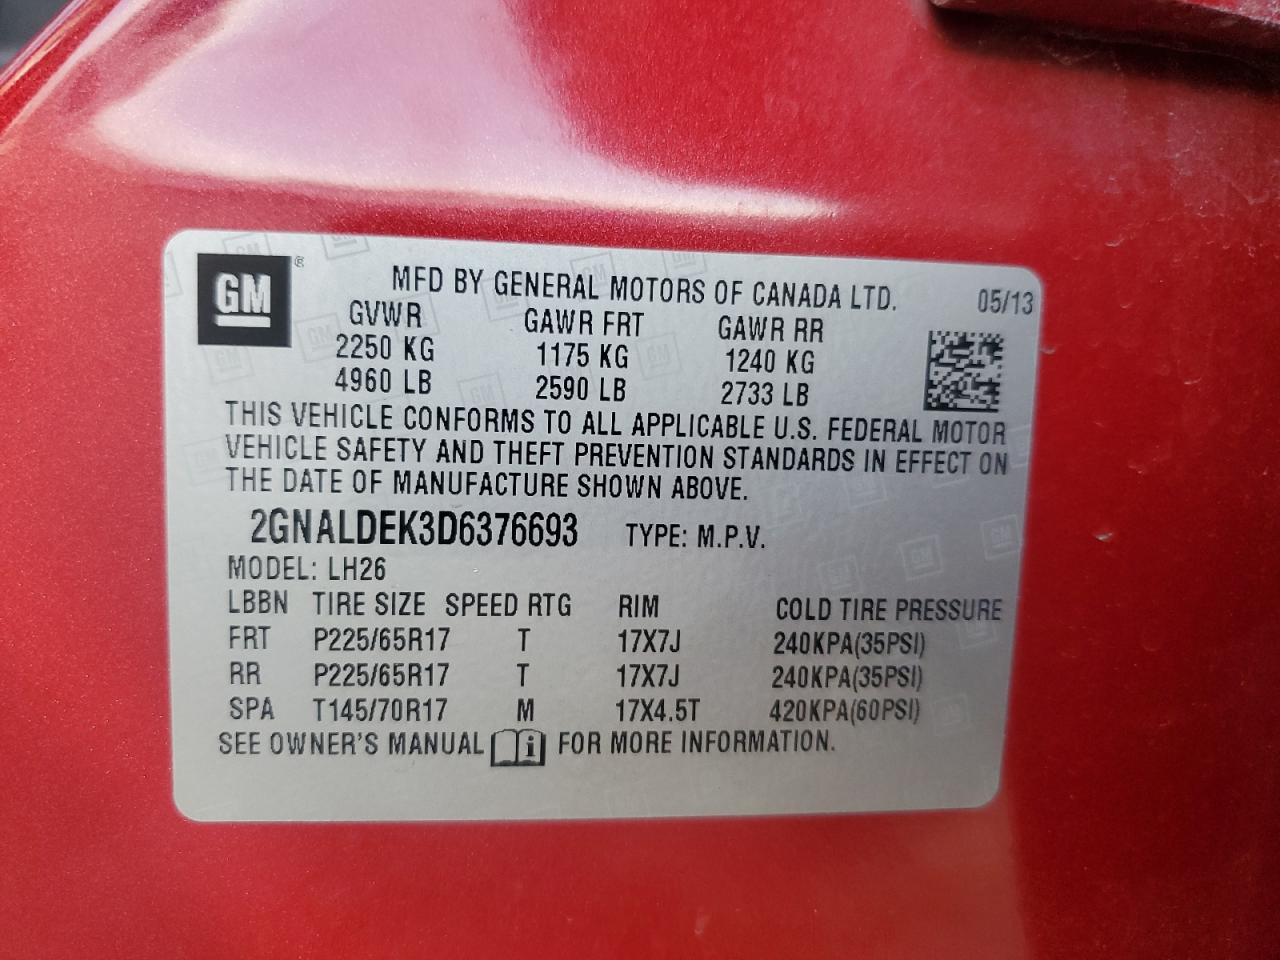 GM ® MFD BY GENERAL MOTORS OF CANADA LTD. 05/13
GVWR GAWR FRT GAWR RR
2250 KG 1175 KG 1240 KG
4960 LB 2590 LB 2733 LB
THIS VEHICLE CONFORMS TO ALL APPLICABLE U.S. FEDERAL MOTOR
VEHICLE SAFETY AND THEFT PREVENTION STANDARDS IN EFFECT ON
THE DATE OF MANUFACTURE SHOWN ABOVE.
2GNALDEK3D6376693 TYPE: M.P.V.
MODEL: LH26
LBBN TIRE SIZE SPEED RTG RIM COLD TIRE PRESSURE
FRT P225/65R17 T 17X7J 240KPA(35PSI)
RR P225/65R17 T 17X7J 240KPA(35PSI)
SPA T145/70R17 M 17X4.5T 420KPA(60PSI)
SEE OWNER'S MANUAL i FOR MORE INFORMATION.